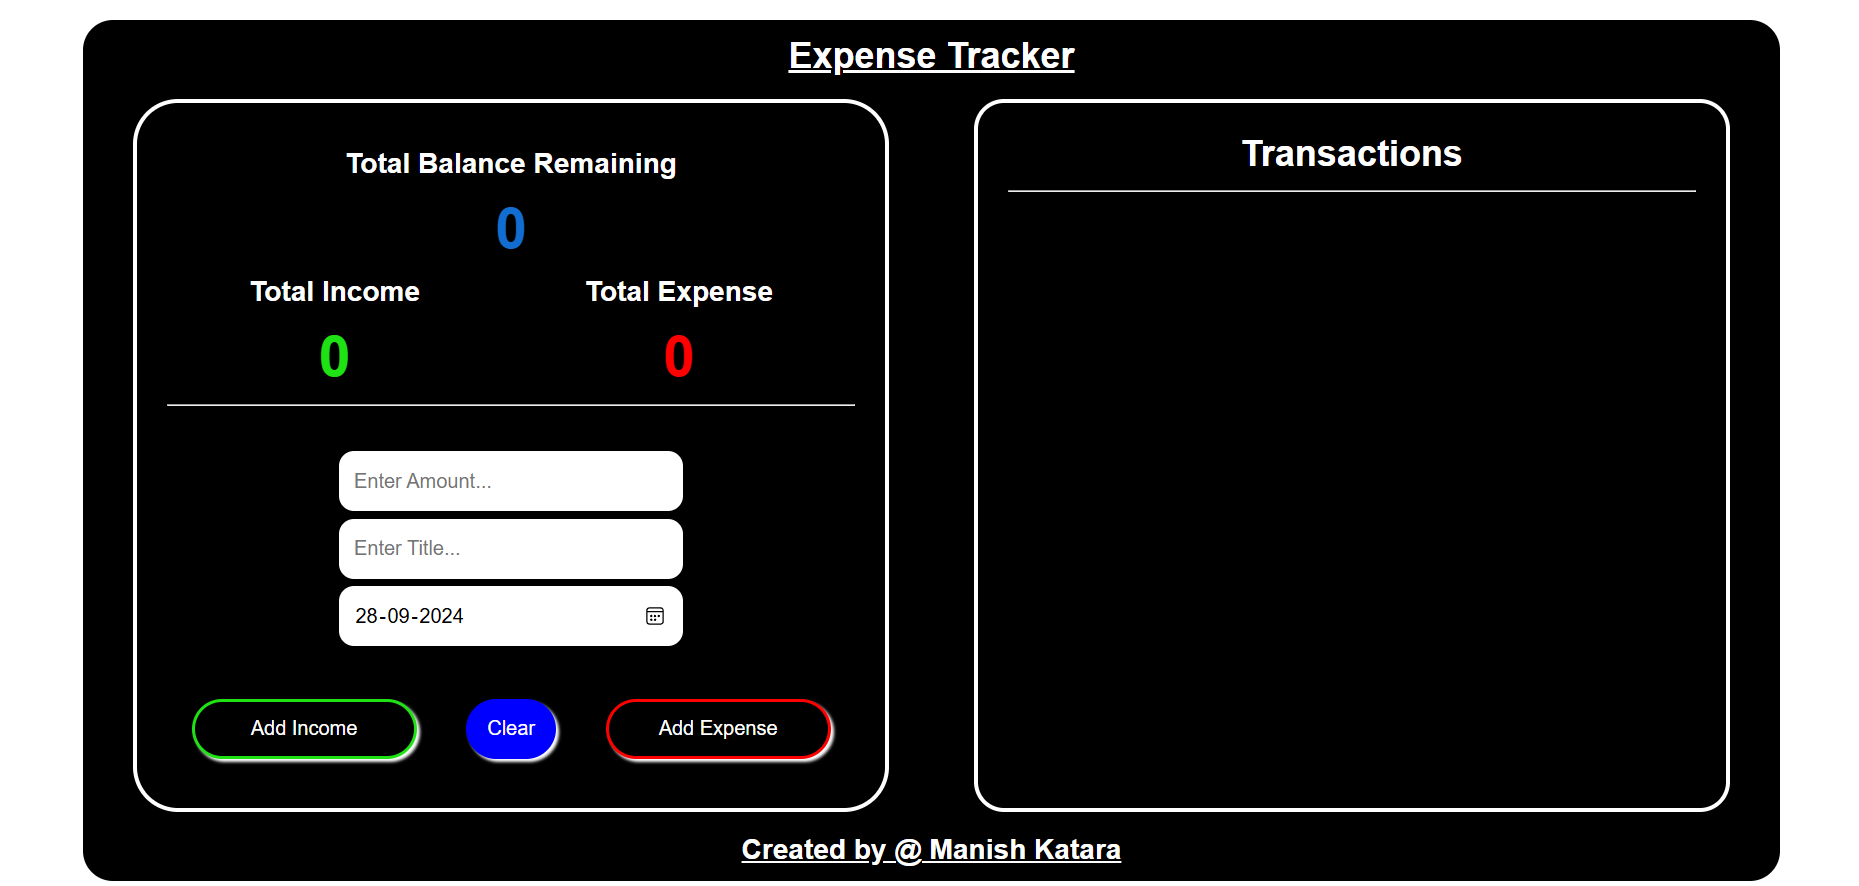 Expense Tracker
Total Balance Remaining
0
Total Income
Total Expense
0
0
Enter Amount...
Enter Title...
28-09-2024
Add Income
Clear
Add Expense
Transactions
Created by @ Manish Katara